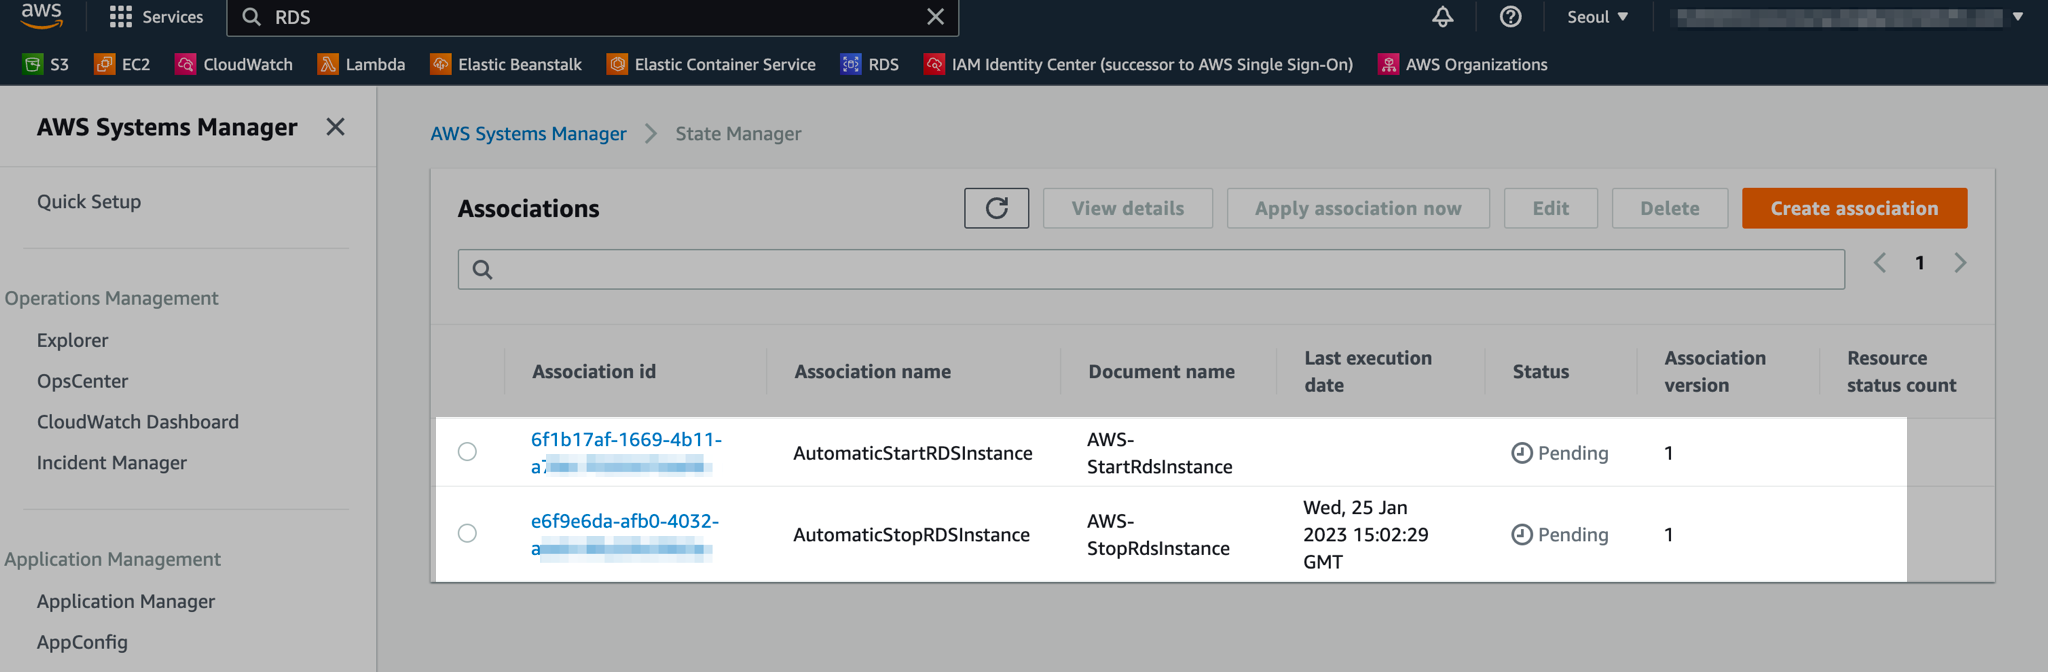 aws Services RDS Seoul
S3 EC2 CloudWatch Lambda Elastic Beanstalk Elastic Container Service RDS IAM Identity Center (successor to AWS Single Sign-On) AWS Organizations
AWS Systems Manager
Quick Setup
Operations Management
Explorer
OpsCenter
CloudWatch Dashboard
Incident Manager
Application Management
Application Manager
AppConfig
AWS Systems Manager State Manager
Associations View details Apply association now Edit Delete Create association
1
Association id Association name Document name Last execution date Status Association version Resource status count
6f1b17af-1669-4b11- AutomaticStartRDSInstance AWS-StartRdsInstance Pending 1
e6f9e6da-afb0-4032- AutomaticStopRDSInstance AWS-StopRdsInstance Wed, 25 Jan 2023 15:02:29 GMT Pending 1